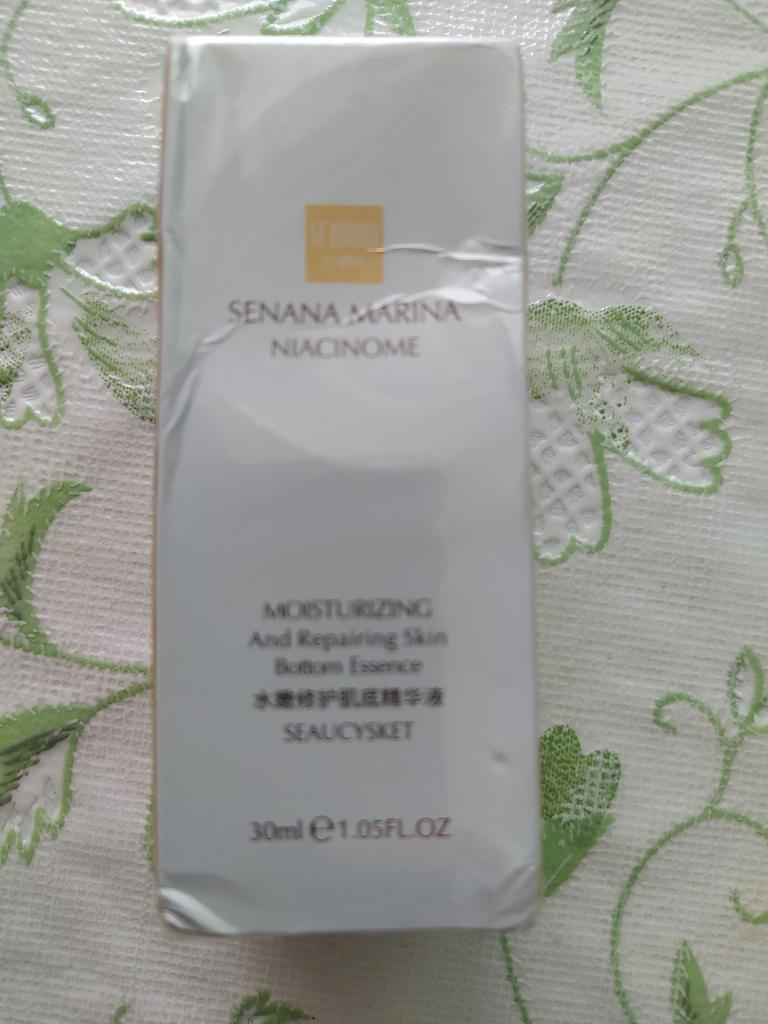 SENANA
SENANA MARINA
NIACINOME
MOISTURIZING
And Repairing Skin
Bottom Essence
水嫩修护肌底精华液
SEAUCYSKET
30ml ℮1.05FL.OZ